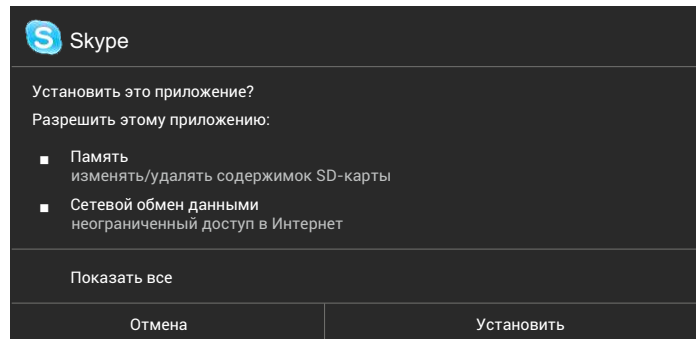 Skype
Установить это приложение?
Разрешить этому приложению:
Память
изменять/удалять содержимок SD-карты
Сетевой обмен данными
неограниченный доступ в Интернет
Показать все
Отмена
Установить